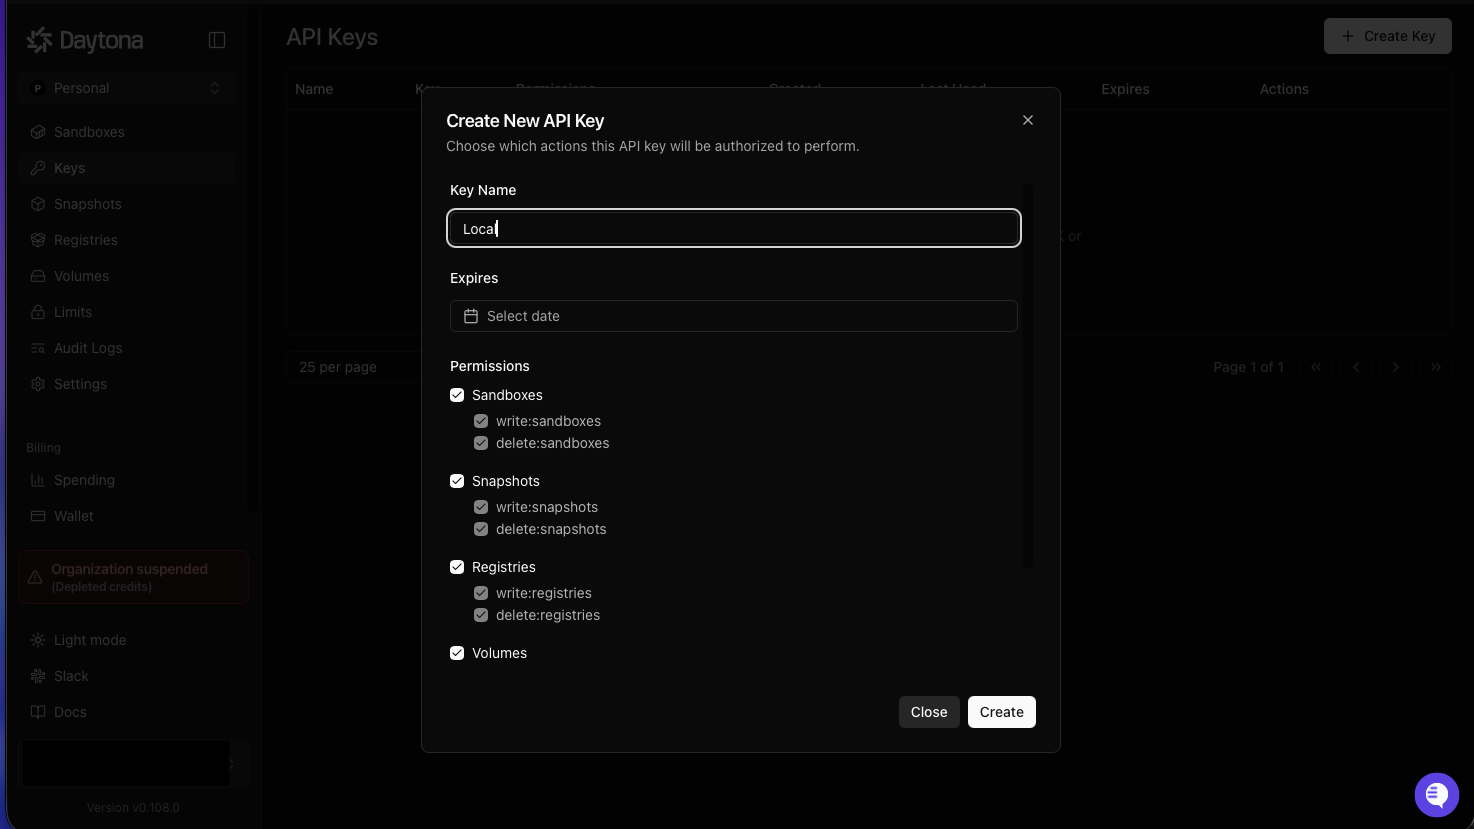 Daytona
P Personal
Sandboxes
Keys
Snapshots
Registries
Volumes
Limits
Audit Logs
Settings
Billing
Spending
Wallet
Organization suspended
(Depleted credits)
Light mode
Slack
Docs
Version v0.108.0
API Keys
Create Key
Name Key Permissions Created Last Used Expires Actions
or
25 per page
Page 1 of 1
Create New API Key
Choose which actions this API key will be authorized to perform.
Key Name
Local
Expires
Select date
Permissions
Sandboxes
write:sandboxes
delete:sandboxes
Snapshots
write:snapshots
delete:snapshots
Registries
write:registries
delete:registries
Volumes
Close Create